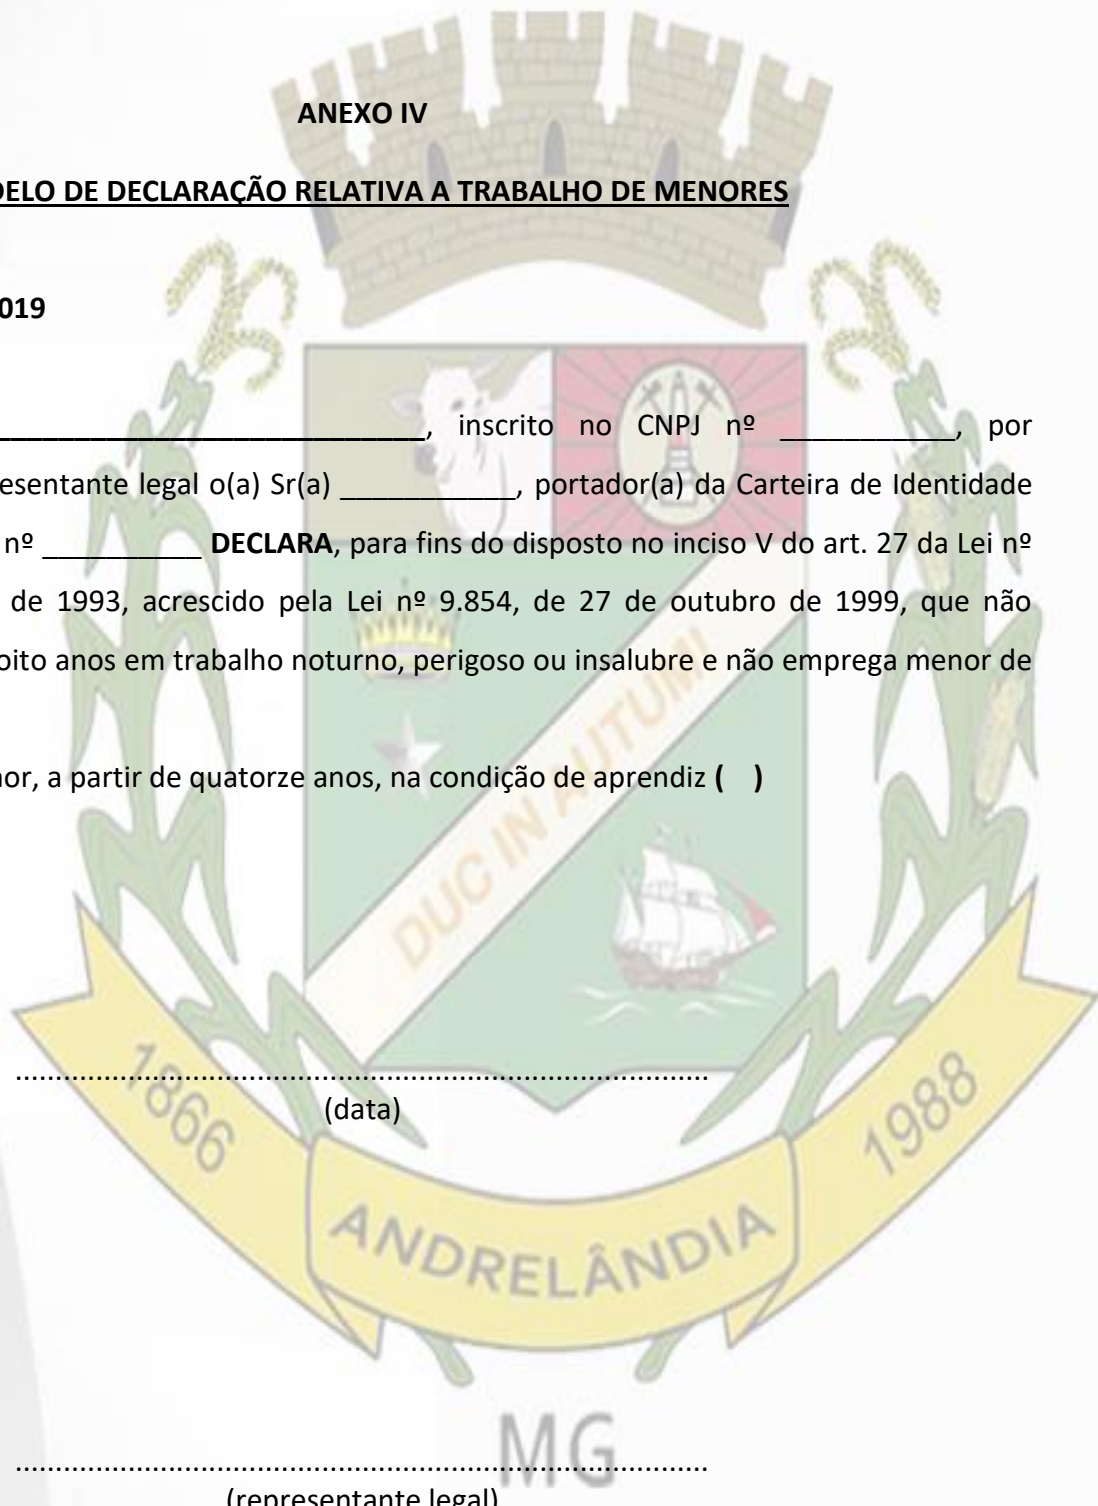 ANEXO IV
DELO DE DECLARAÇÃO RELATIVA A TRABALHO DE MENORES
019
___________________________, inscrito no CNPJ nº ___________, por
esentante legal o(a) Sr(a) ___________, portador(a) da Carteira de Identidade
nº __________ DECLARA, para fins do disposto no inciso V do art. 27 da Lei nº
de 1993, acrescido pela Lei nº 9.854, de 27 de outubro de 1999, que não
oito anos em trabalho noturno, perigoso ou insalubre e não emprega menor de
nor, a partir de quatorze anos, na condição de aprendiz ( )
DUC IN AUTUMI
.......................................................................................
(data)
1866
1988
ANDRELÂNDIA
MG
.......................................................................................
(representante legal)